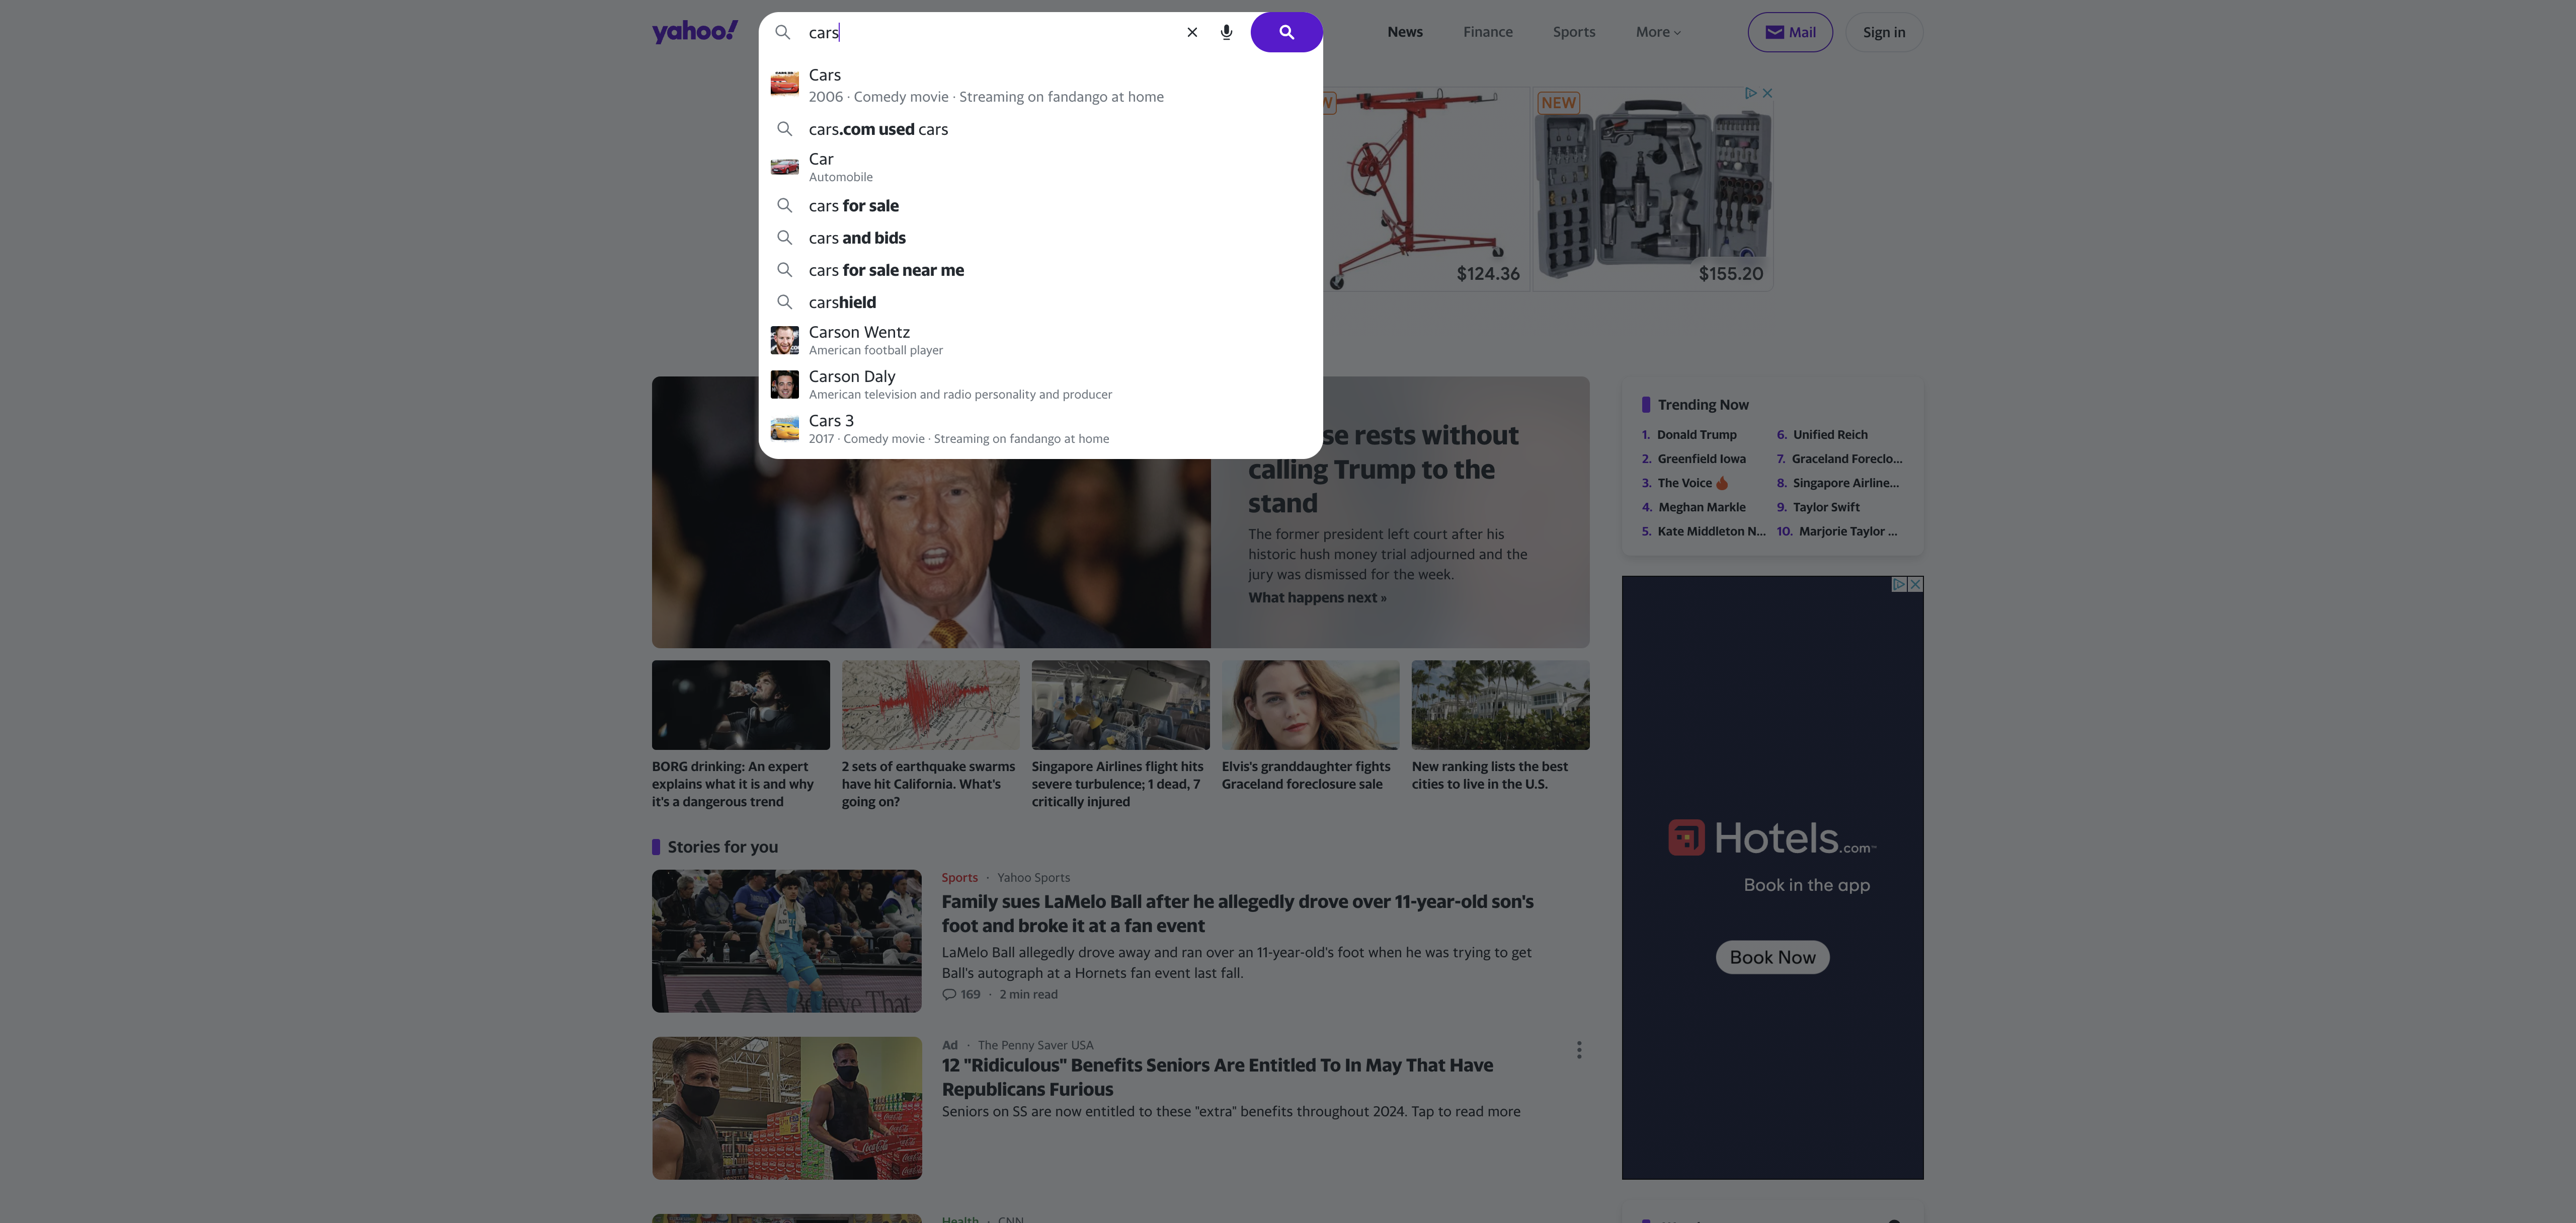 yahoo!
cars
News
Finance
Sports
More
Mail
Sign in
Cars
2006 · Comedy movie · Streaming on fandango at home
cars.com used cars
Car
Automobile
cars for sale
cars and bids
cars for sale near me
carshield
Carson Wentz
American football player
Carson Daly
American television and radio personality and producer
Cars 3
2017 · Comedy movie · Streaming on fandango at home
NEW
$124.36
$155.20
se rests without
calling Trump to the
stand
The former president left court after his
historic hush money trial adjourned and the
jury was dismissed for the week.
What happens next »
Trending Now
1. Donald Trump
2. Greenfield Iowa
3. The Voice
4. Meghan Markle
5. Kate Middleton N...
6. Unified Reich
7. Graceland Foreclo...
8. Singapore Airline...
9. Taylor Swift
10. Marjorie Taylor ...
BORG drinking: An expert
explains what it is and why
it's a dangerous trend
2 sets of earthquake swarms
have hit California. What's
going on?
Singapore Airlines flight hits
severe turbulence; 1 dead, 7
critically injured
Elvis's granddaughter fights
Graceland foreclosure sale
New ranking lists the best
cities to live in the U.S.
Hotels.com
Book in the app
Book Now
Stories for you
Sports · Yahoo Sports
Family sues LaMelo Ball after he allegedly drove over 11-year-old son's
foot and broke it at a fan event
LaMelo Ball allegedly drove away and ran over an 11-year-old's foot when he was trying to get
Ball's autograph at a Hornets fan event last fall.
169 · 2 min read
Believe That
Ad · The Penny Saver USA
12 "Ridiculous" Benefits Seniors Are Entitled To In May That Have
Republicans Furious
Seniors on SS are now entitled to these "extra" benefits throughout 2024. Tap to read more
Health · CNN